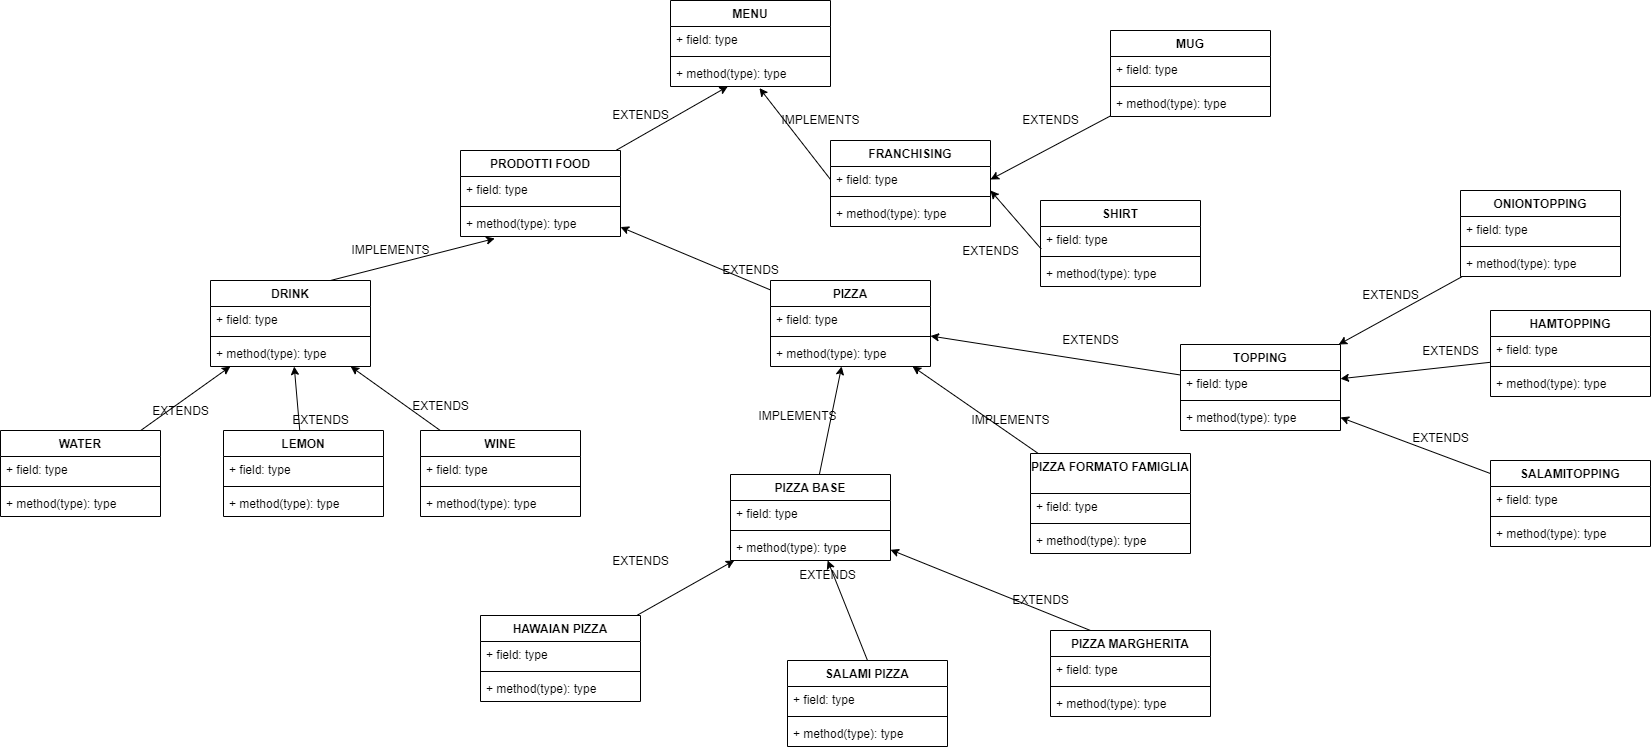 MENU
+ field: type
+ method(type): type
MUG
+ field: type
+ method(type): type
EXTENDS
IMPLEMENTS
EXTENDS
PRODOTTI FOOD
+ field: type
+ method(type): type
FRANCHISING
+ field: type
+ method(type): type
SHIRT
+ field: type
+ method(type): type
EXTENDS
ONIONTOPPING
+ field: type
+ method(type): type
IMPLEMENTS
EXTENDS
DRINK
+ field: type
+ method(type): type
PIZZA
+ field: type
+ method(type): type
EXTENDS
HAMTOPPING
+ field: type
+ method(type): type
EXTENDS
EXTENDS
TOPPING
+ field: type
+ method(type): type
EXTENDS
EXTENDS
EXTENDS
IMPLEMENTS
IMPLEMENTS
EXTENDS
WATER
+ field: type
+ method(type): type
LEMON
+ field: type
+ method(type): type
WINE
+ field: type
+ method(type): type
PIZZA FORMATO FAMIGLIA
+ field: type
+ method(type): type
SALAMITOPPING
+ field: type
+ method(type): type
PIZZA BASE
+ field: type
+ method(type): type
EXTENDS
EXTENDS
EXTENDS
HAWAIAN PIZZA
+ field: type
+ method(type): type
SALAMI PIZZA
+ field: type
+ method(type): type
PIZZA MARGHERITA
+ field: type
+ method(type): type